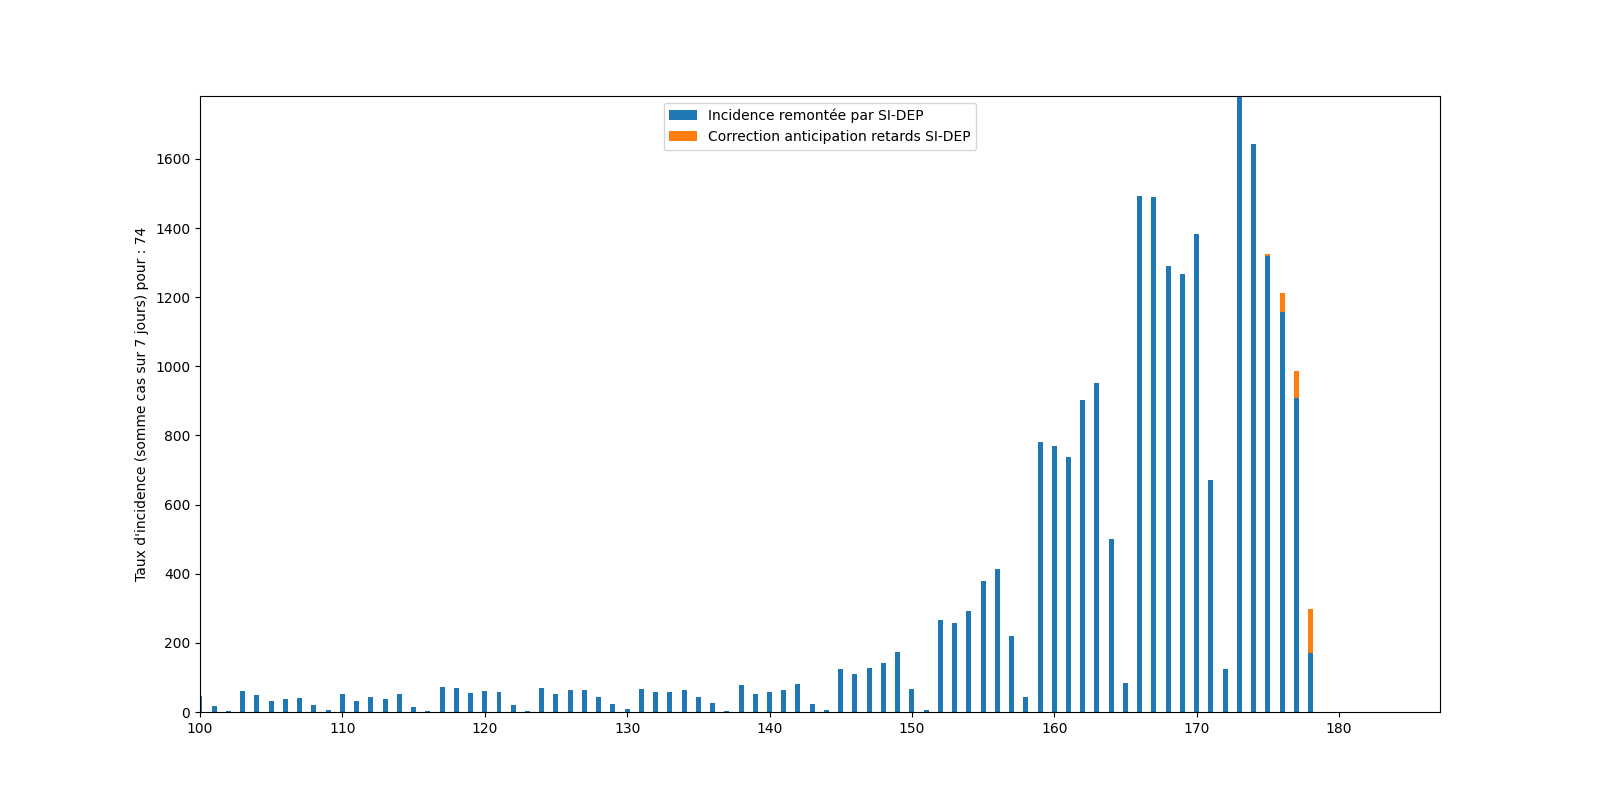 Incidence remontée par SI-DEP
Correction anticipation retards SI-DEP
Taux d'incidence (somme cas sur 7 jours) pour : 74
1600
1400
1200
1000
800
600
400
200
0
100 110 120 130 140 150 160 170 180